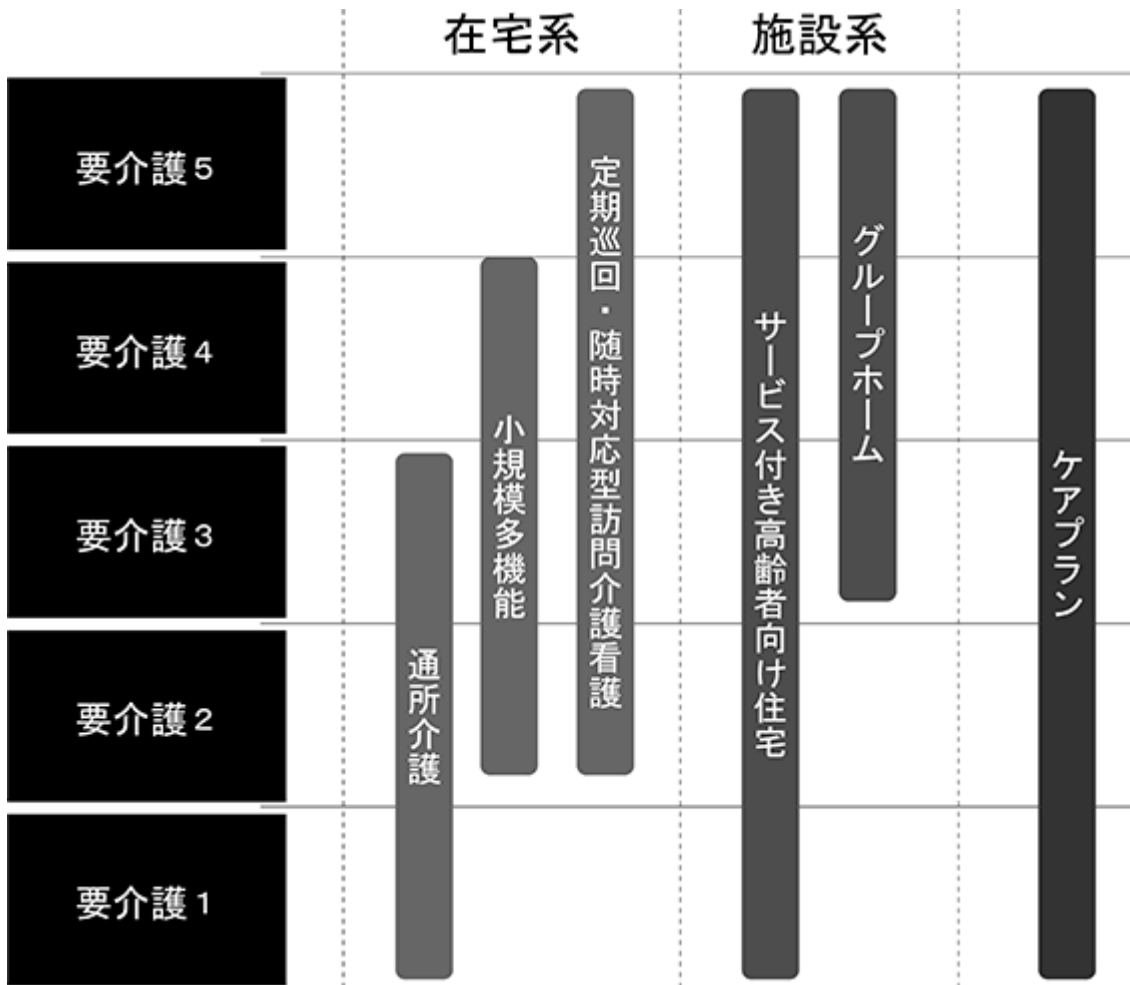 在宅系
施設系
要介護5
要介護4
要介護3
要介護2
要介護1
通所介護
小規模多機能
定期巡回・随時対応型訪問介護看護
サービス付き高齢者向け住宅
グループホーム
ケアプラン